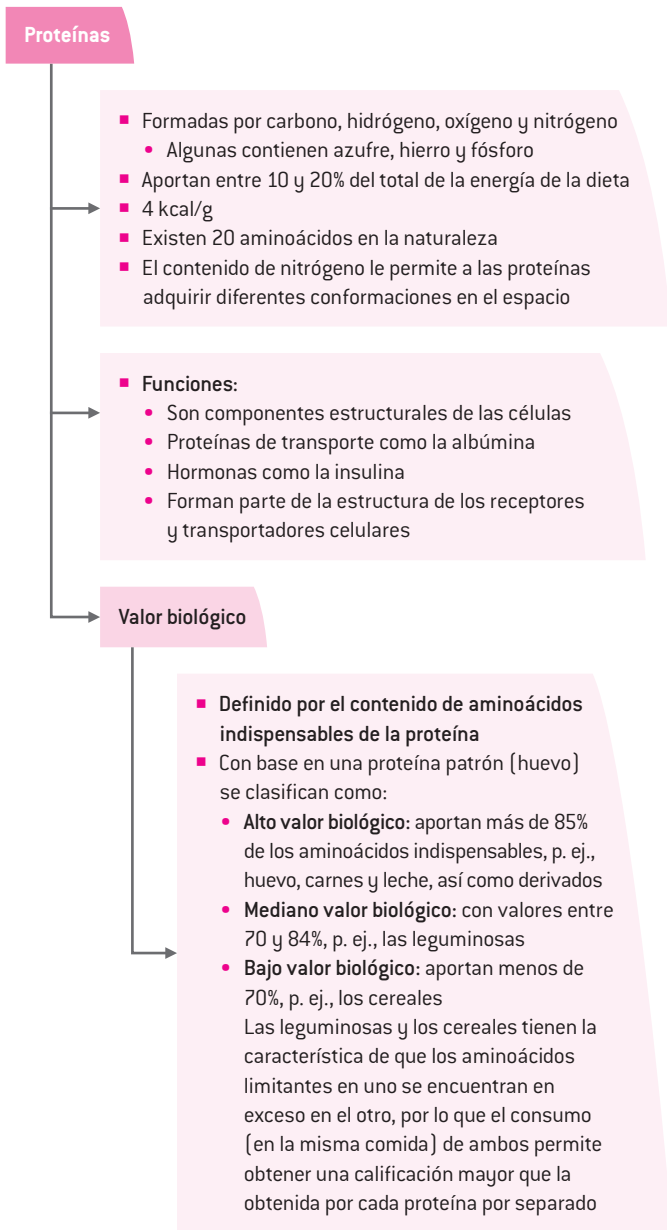 Proteínas
■ Formadas por carbono, hidrógeno, oxígeno y nitrógeno
• Algunas contienen azufre, hierro y fósforo
■ Aportan entre 10 y 20% del total de la energía de la dieta
■ 4 kcal/g
■ Existen 20 aminoácidos en la naturaleza
■ El contenido de nitrógeno le permite a las proteínas
adquirir diferentes conformaciones en el espacio
■ Funciones:
• Son componentes estructurales de las células
• Proteínas de transporte como la albúmina
• Hormonas como la insulina
• Forman parte de la estructura de los receptores
y transportadores celulares
Valor biológico
■ Definido por el contenido de aminoácidos
indispensables de la proteína
■ Con base en una proteína patrón (huevo)
se clasifican como:
• Alto valor biológico: aportan más de 85%
de los aminoácidos indispensables, p. ej.,
huevo, carnes y leche, así como derivados
• Mediano valor biológico: con valores entre
70 y 84%, p. ej., las leguminosas
• Bajo valor biológico: aportan menos de
70%, p. ej., los cereales
Las leguminosas y los cereales tienen la
característica de que los aminoácidos
limitantes en uno se encuentran en
exceso en el otro, por lo que el consumo
(en la misma comida) de ambos permite
obtener una calificación mayor que la
obtenida por cada proteína por separado